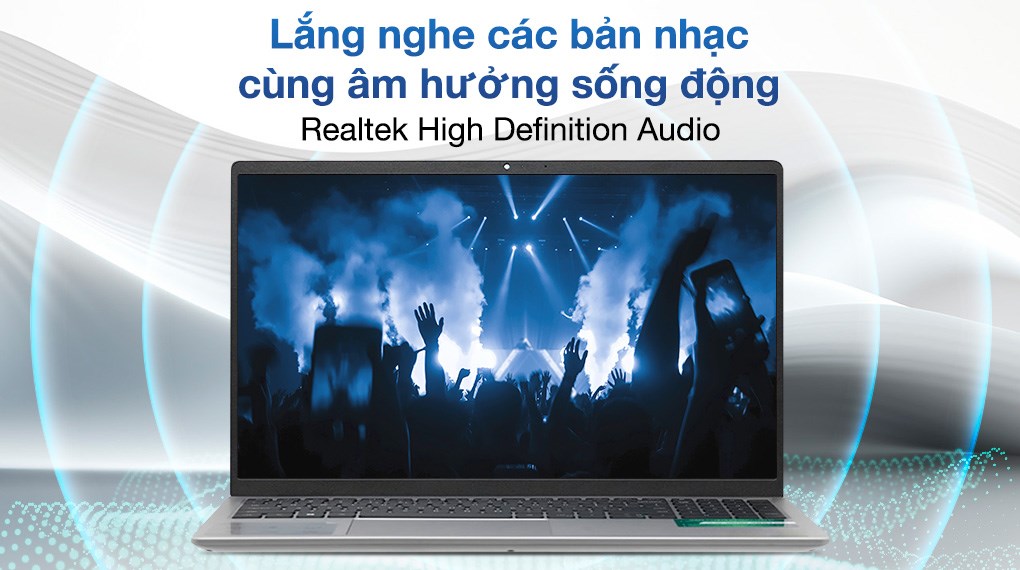 Lắng nghe các bản nhạc
cùng âm hưởng sống động
Realtek High Definition Audio